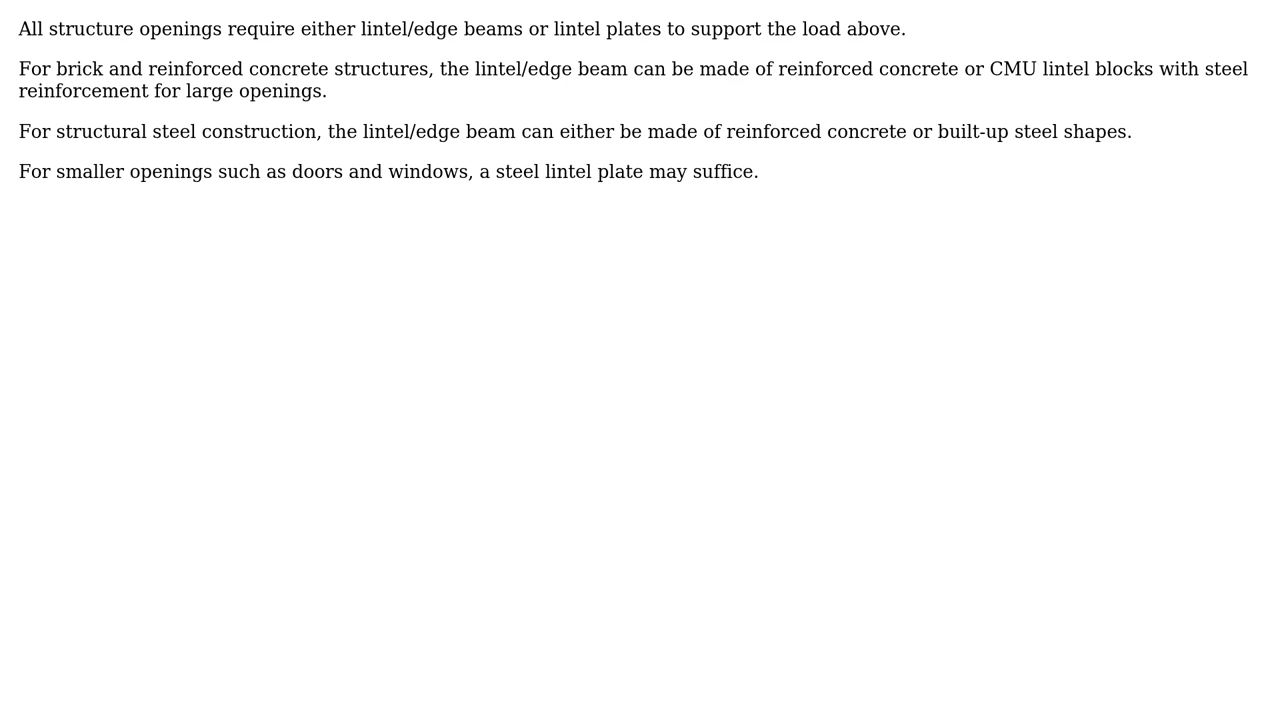 All structure openings require either lintel/edge beams or lintel plates to support the load above.
For brick and reinforced concrete structures, the lintel/edge beam can be made of reinforced concrete or CMU lintel blocks with steel
reinforcement for large openings.
For structural steel construction, the lintel/edge beam can either be made of reinforced concrete or built-up steel shapes.
For smaller openings such as doors and windows, a steel lintel plate may suffice.